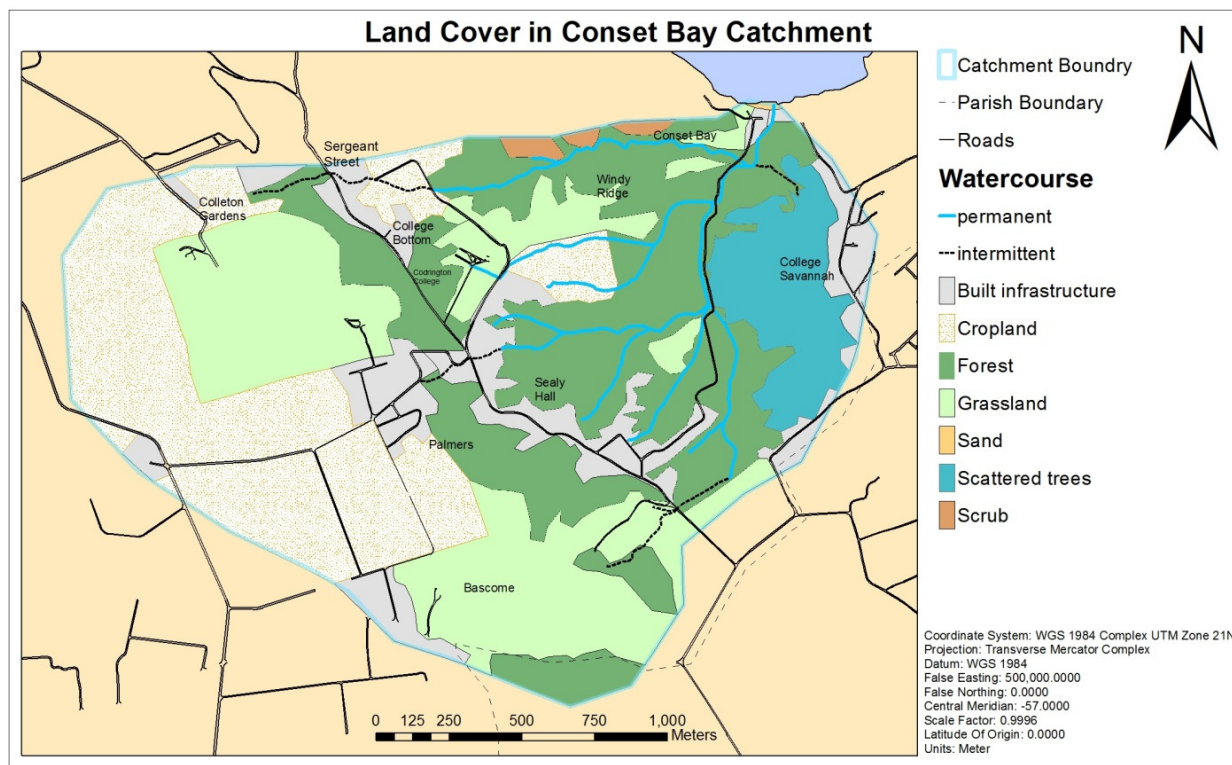 Land Cover in Conset Bay Catchment
N
Catchment Boundry
Parish Boundary
Roads
Watercourse
permanent
intermittent
Built infrastructure
Cropland
Forest
Grassland
Sand
Scattered trees
Scrub
Conset Bay
Sergeant
Street
Windy
Ridge
Colleton
Gardens
College
Bottom
Codrington
College
College
Savannah
Sealy
Hall
Palmers
Bascome
0 125 250 500 750 1,000
Meters
Coordinate System: WGS 1984 Complex UTM Zone 21N
Projection: Transverse Mercator Complex
Datum: WGS 1984
False Easting: 500,000.0000
False Northing: 0.0000
Central Meridian: -57.0000
Scale Factor: 0.9996
Latitude Of Origin: 0.0000
Units: Meter